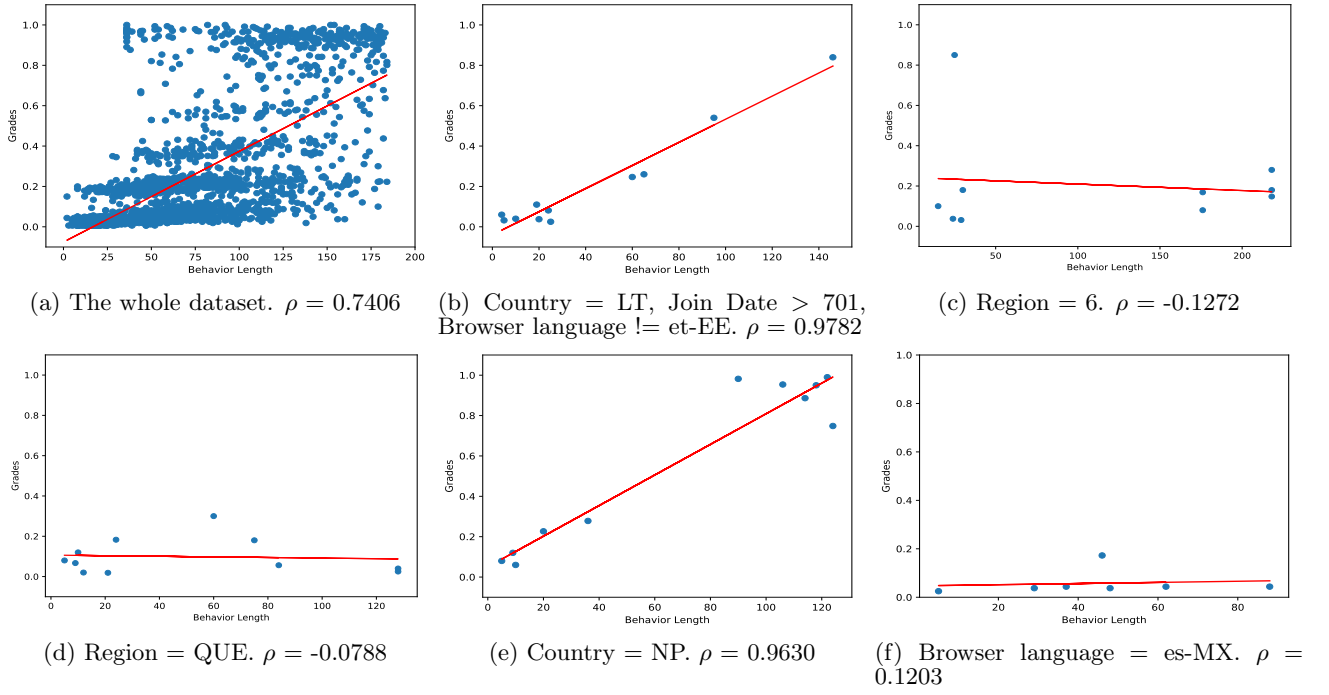 1.0
0.8
0.6
0.4
0.2
0.0
Grades
0 25 50 75 100 125 150 175 200
Behavior Length
(a) The whole dataset. ρ = 0.7406
1.0
0.8
0.6
0.4
0.2
0.0
Grades
0 20 40 60 80 100 120 140
Behavior Length
(b) Country = LT, Join Date > 701,
Browser language != et-EE. ρ = 0.9782
1.0
0.8
0.6
0.4
0.2
0.0
Grades
50 100 150 200
Behavior Length
(c) Region = 6. ρ = -0.1272
1.0
0.8
0.6
0.4
0.2
0.0
Grades
0 20 40 60 80 100 120
Behavior Length
(d) Region = QUE. ρ = -0.0788
1.0
0.8
0.6
0.4
0.2
0.0
Grades
0 20 40 60 80 100 120
Behavior Length
(e) Country = NP. ρ = 0.9630
1.0
0.8
0.6
0.4
0.2
0.0
Grades
20 40 60 80
Behavior Length
(f) Browser language = es-MX. ρ =
0.1203